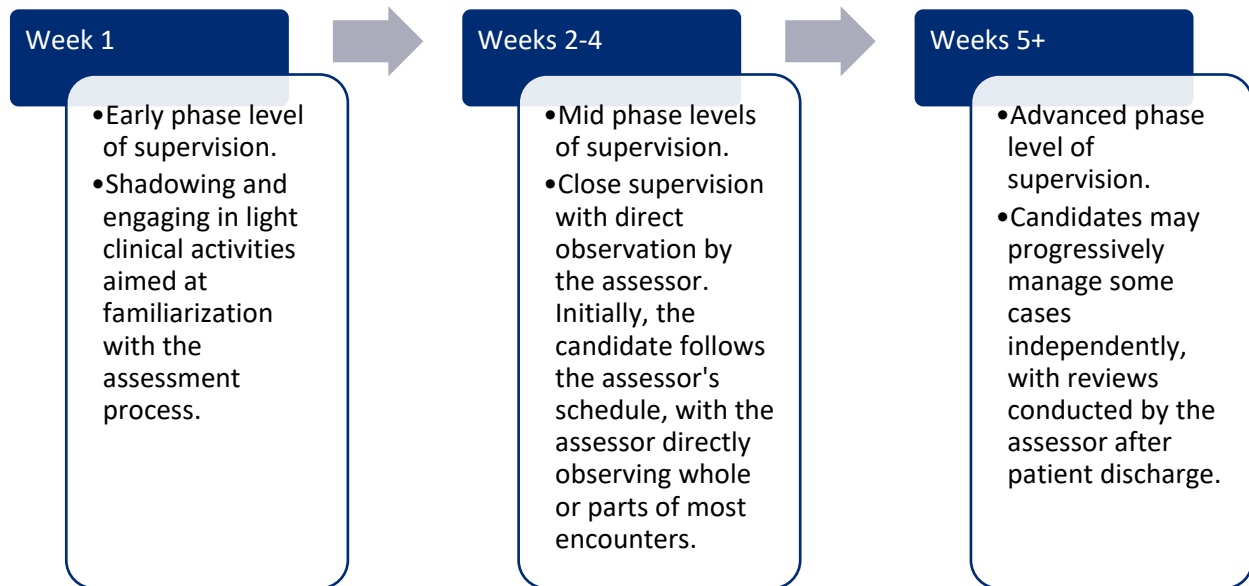 Week 1
•Early phase level
of supervision.
•Shadowing and
engaging in light
clinical activities
aimed at
familiarization
with the
assessment
process.
Weeks 2-4
•Mid phase levels
of supervision.
•Close supervision
with direct
observation by
the assessor.
Initially, the
candidate follows
the assessor's
schedule, with the
assessor directly
observing whole
or parts of most
encounters.
Weeks 5+
•Advanced phase
level of
supervision.
•Candidates may
progressively
manage some
cases
independently,
with reviews
conducted by the
assessor after
patient discharge.